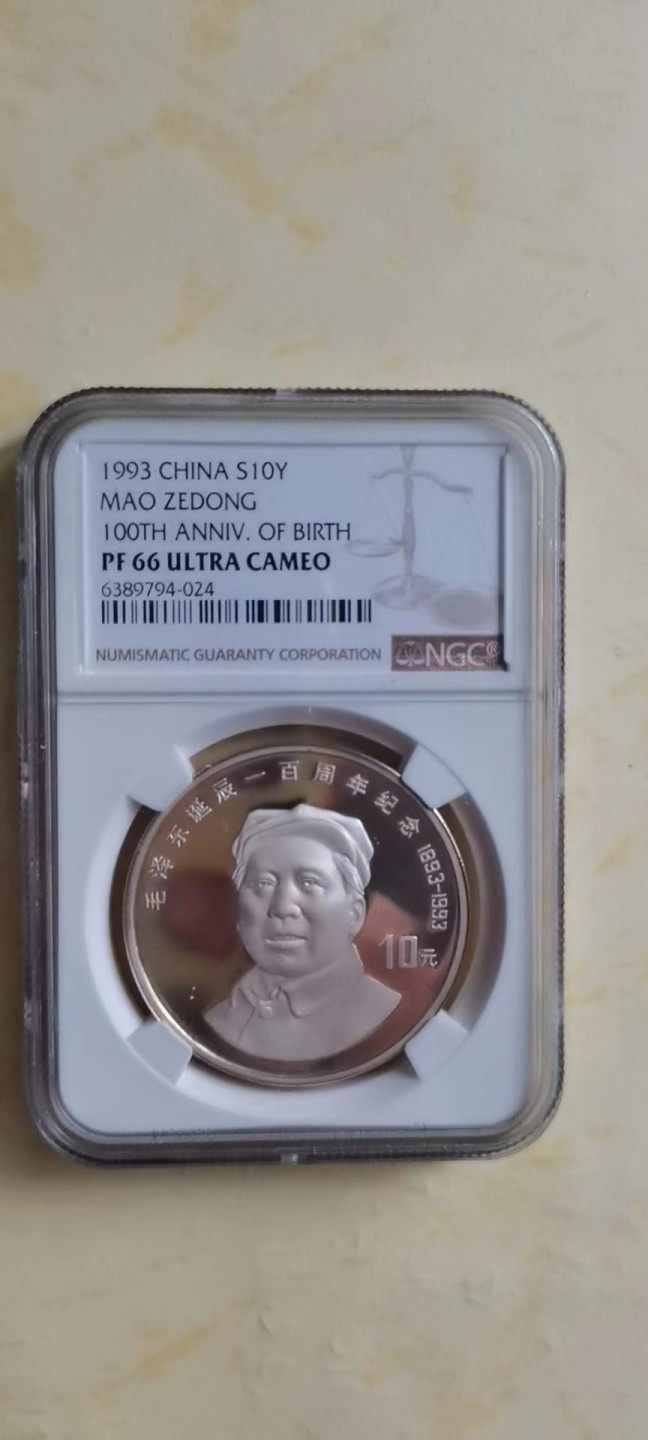 1993 CHINA S10Y
MAO ZEDONG
100TH ANNIV. OF BIRTH
PF 66 ULTRA CAMEO
6389794-024
NUMISMATIC GUARANTY CORPORATION
NGC®
毛泽东诞辰一百周年纪念 1893-1993
10元